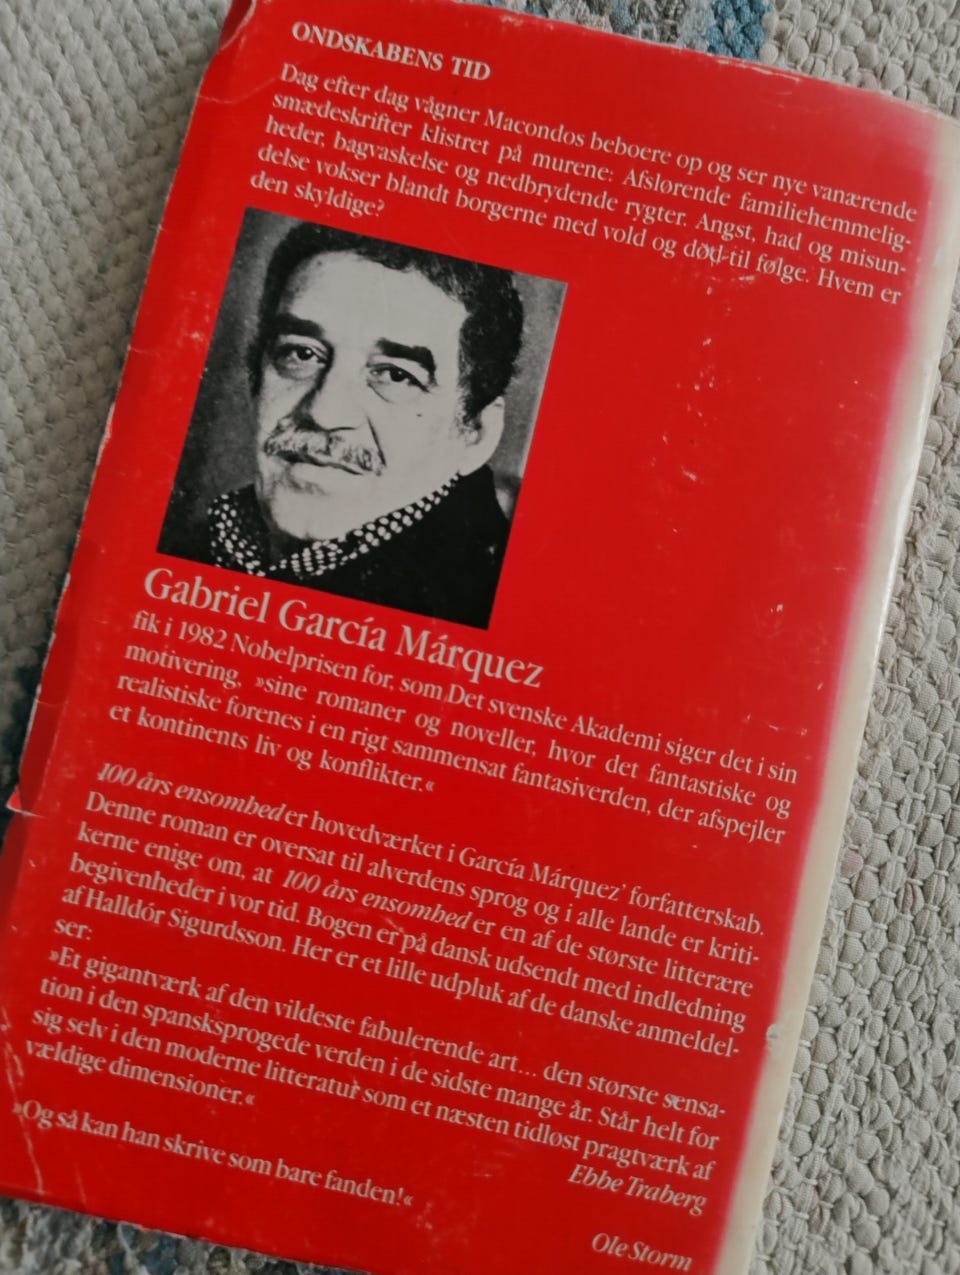 ONDSKABENS TID
Dag efter dag vågner Macondos beboere op og ser nye vanærende
smædeskrifter klistret på murene: Afslørende familiehemmelig-
heder, bagvaskelse og nedbrydende rygter. Angst, had og misun-
delse vokser blandt borgerne med vold og død til følge. Hvem er
den skyldige?
Gabriel García Márquez
fik i 1982 Nobelprisen for, som Det svenske Akademi siger det i sin
motivering, »sine romaner og noveller, hvor det fantastiske og
realistiske forenes i en rigt sammensat fantasiverden, der afspejler
et kontinents liv og konflikter.«
100 års ensomhed er hovedværket i García Márquez' forfatterskab.
Denne roman er oversat til alverdens sprog og i alle lande er kriti-
kerne enige om, at 100 års ensomhed er en af de største litterære
begivenheder i vor tid. Bogen er på dansk udsendt med indledning
af Halldór Sigurdsson. Her er et lille udpluk af de danske anmeldel-
ser:
»Et gigantværk af den vildeste fabulerende art... den største sensa-
tion i den spansksprogede verden i de sidste mange år. Står helt for
sig selv i den moderne litteratur som et næsten tidløst pragtværk af
vældige dimensioner.«
Ebbe Traberg
»Og så kan han skrive som bare fanden!«
Ole Storm